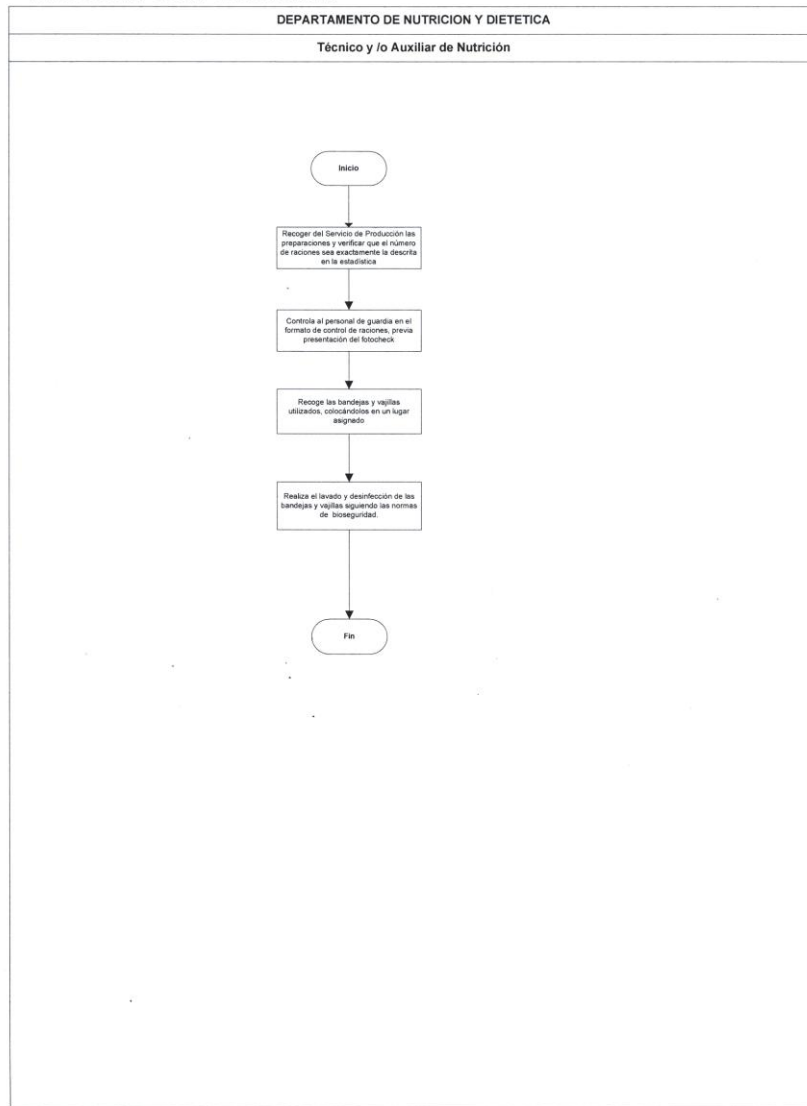 DEPARTAMENTO DE NUTRICION Y DIETETICA
Técnico y /o Auxiliar de Nutrición
Inicio
Recoger del Servicio de Producción las
preparaciones y verificar que el número
de raciones sea exactamente la descrita
en la estadística
Controla al personal de guardia en el
formato de control de raciones, previa
presentación del fotocheck
Recoge las bandejas y vajillas
utilizados, colocándolos en un lugar
asignado
Realiza el lavado y desinfección de las
bandejas y vajillas siguiendo las normas
de bioseguridad.
Fin